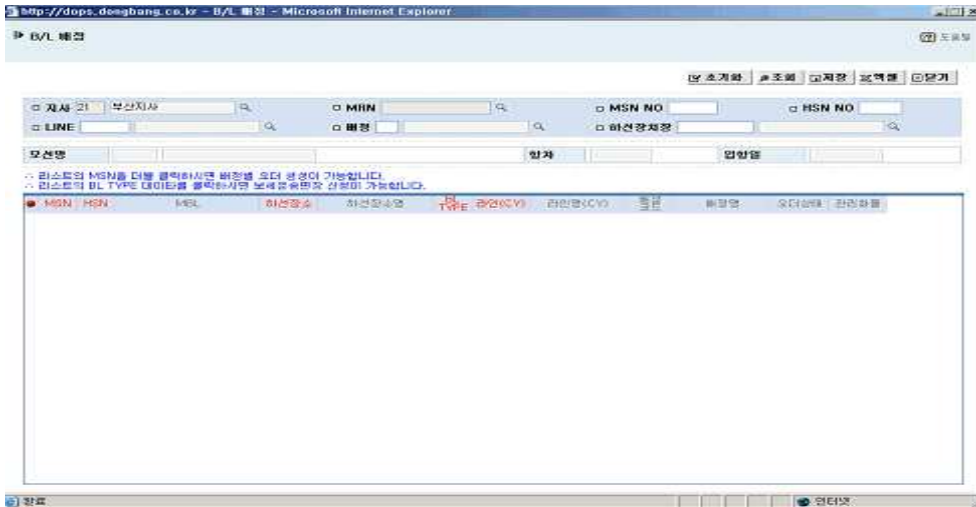 http://dops.dongbang.co.kr - B/L 배정 - Microsoft Internet Explorer
B/L 배정
도움말
초기화 조회 저장 엑셀 닫기
지사 21 부산지사 MRN MSN NO HSN NO
LINE 배정 하선장치장
모선명 항차 입항일
리스트의 MSN을 더블 클릭하시면 배정별 오더 생성이 가능합니다.
리스트의 BL TYPE 데이타를 클릭하시면 보세운송면장 신청이 가능합니다.
MSN HSN MBL 하선장소 하선장소명 BL TYPE 라인(CY) 라인명(CY) 배정명 오더상태 관리화물
완료
인터넷